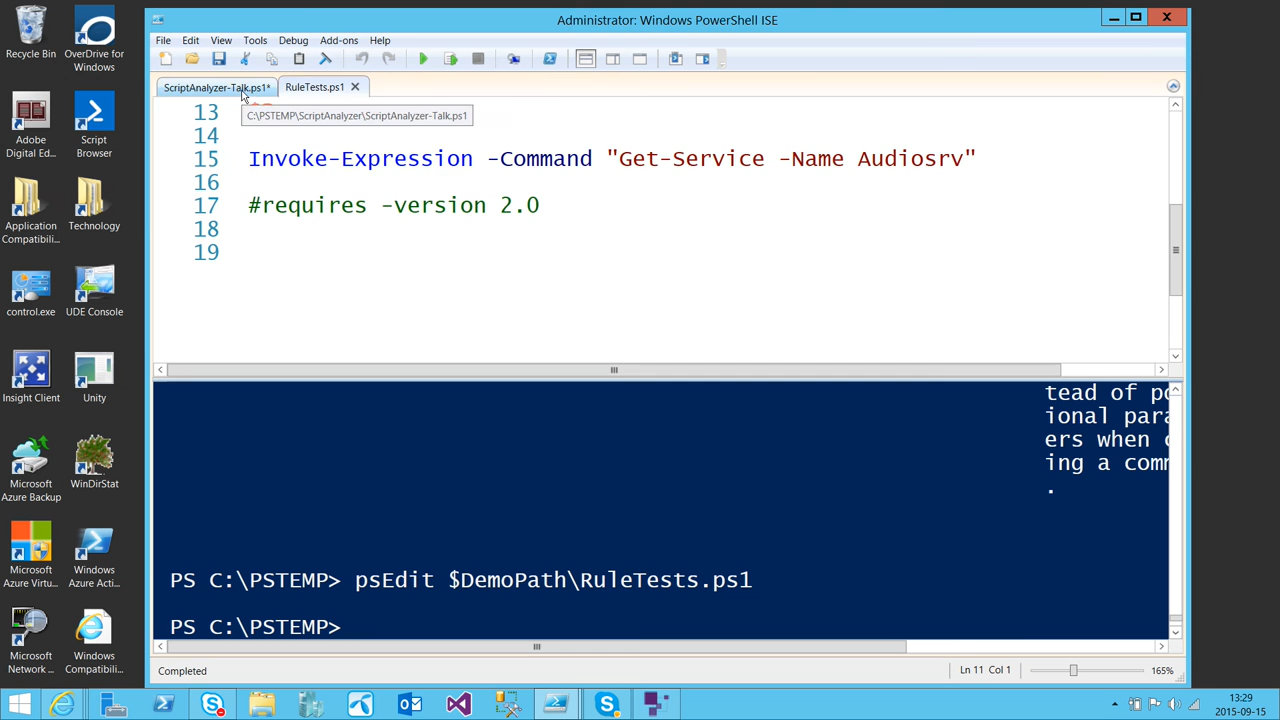 Administrator: Windows PowerShell ISE
File Edit View Tools Debug Add-ons Help
ScriptAnalyzer-Talk.ps1* RuleTests.ps1
C:\PSTEMP\ScriptAnalyzer\ScriptAnalyzer-Talk.ps1
13
14
15 Invoke-Expression -Command "Get-Service -Name Audiosrv"
16
17 #requires -version 2.0
18
19
tead of po
ional para
ers when c
ing a comm
.
PS C:\PSTEMP> psEdit $DemoPath\RuleTests.ps1
PS C:\PSTEMP>
Completed
Ln 11 Col 1
165%
Recycle Bin
OverDrive for
Windows
Adobe
Digital Ed...
Script
Browser
Application
Compatibili...
Technology
control.exe
UDE Console
Insight Client
Unity
Microsoft
Azure Backup
WinDirStat
Microsoft
Azure Virtu...
Windows
Azure Acti...
Microsoft
Network ...
Windows
Compatibili...
13:29
2015-09-15